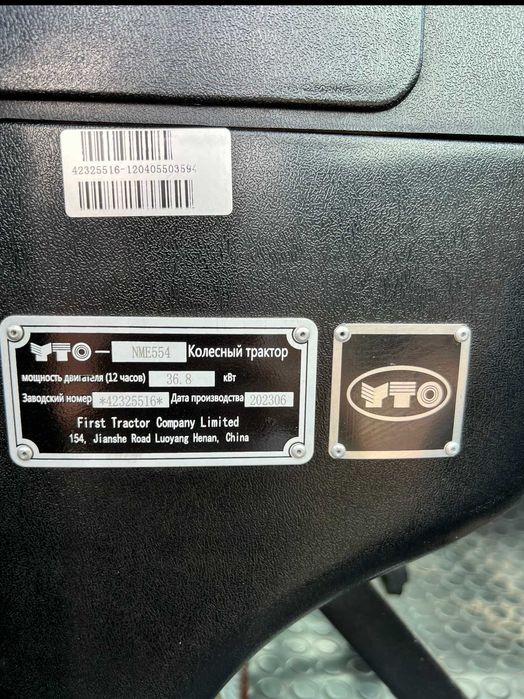 42325516-120405503594
YTO — NME554 Колесный трактор
мощность двигателя (12 часов) 36.8 кВт
Заводский номер *42325516* Дата производства 202306
First Tractor Company Limited
154, Jianshe Road Luoyang Henan, China
YTO